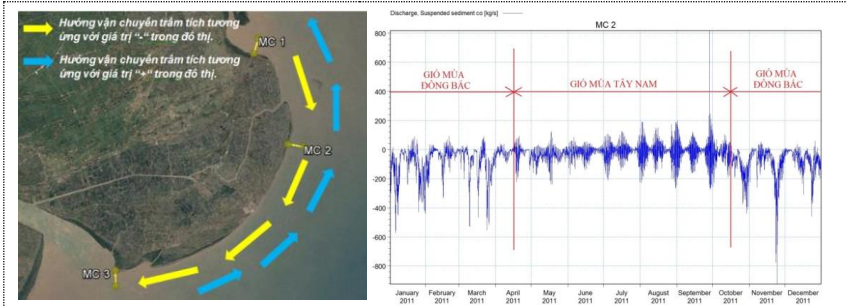 Hướng vận chuyển trầm tích tương
ứng với giá trị "-" trong đồ thị.
Hướng vận chuyển trầm tích tương
ứng với giá trị "+" trong đồ thị.
MC 1
MC 2
MC 3
Discharge, Suspended sediment co [kg/s]
MC 2
800
600
400
200
0
-200
-400
-600
-800
GIÓ MÙA
ĐÔNG BẮC
GIÓ MÙA TÂY NAM
GIÓ MÙA
ĐÔNG BẮC
January February March April May June July August September October November December
2011 2011 2011 2011 2011 2011 2011 2011 2011 2011 2011 2011